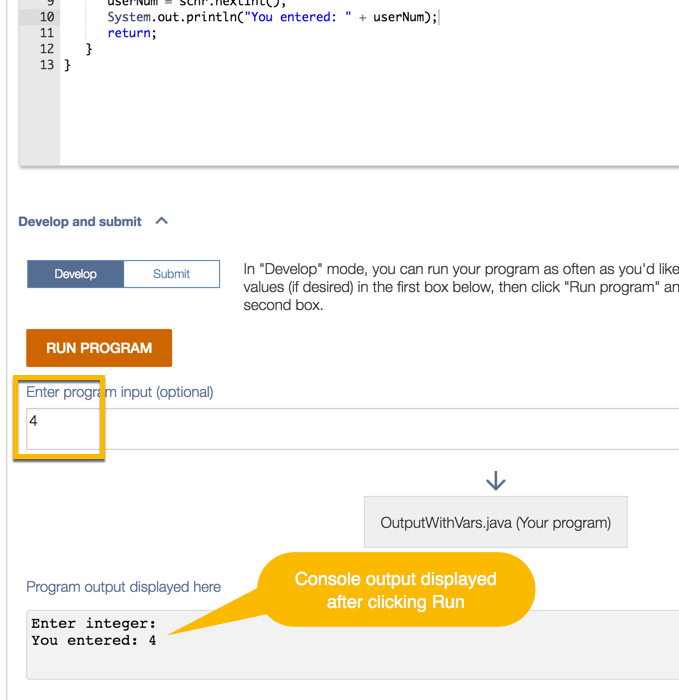 9 userNum = scnr.nextInt();
10 System.out.println("You entered: " + userNum);
11 return;
12 }
13 }
Develop and submit
Develop Submit
In "Develop" mode, you can run your program as often as you'd like
values (if desired) in the first box below, then click "Run program" an
second box.
RUN PROGRAM
Enter program input (optional)
4
OutputWithVars.java (Your program)
Program output displayed here
Console output displayed
after clicking Run
Enter integer:
You entered: 4